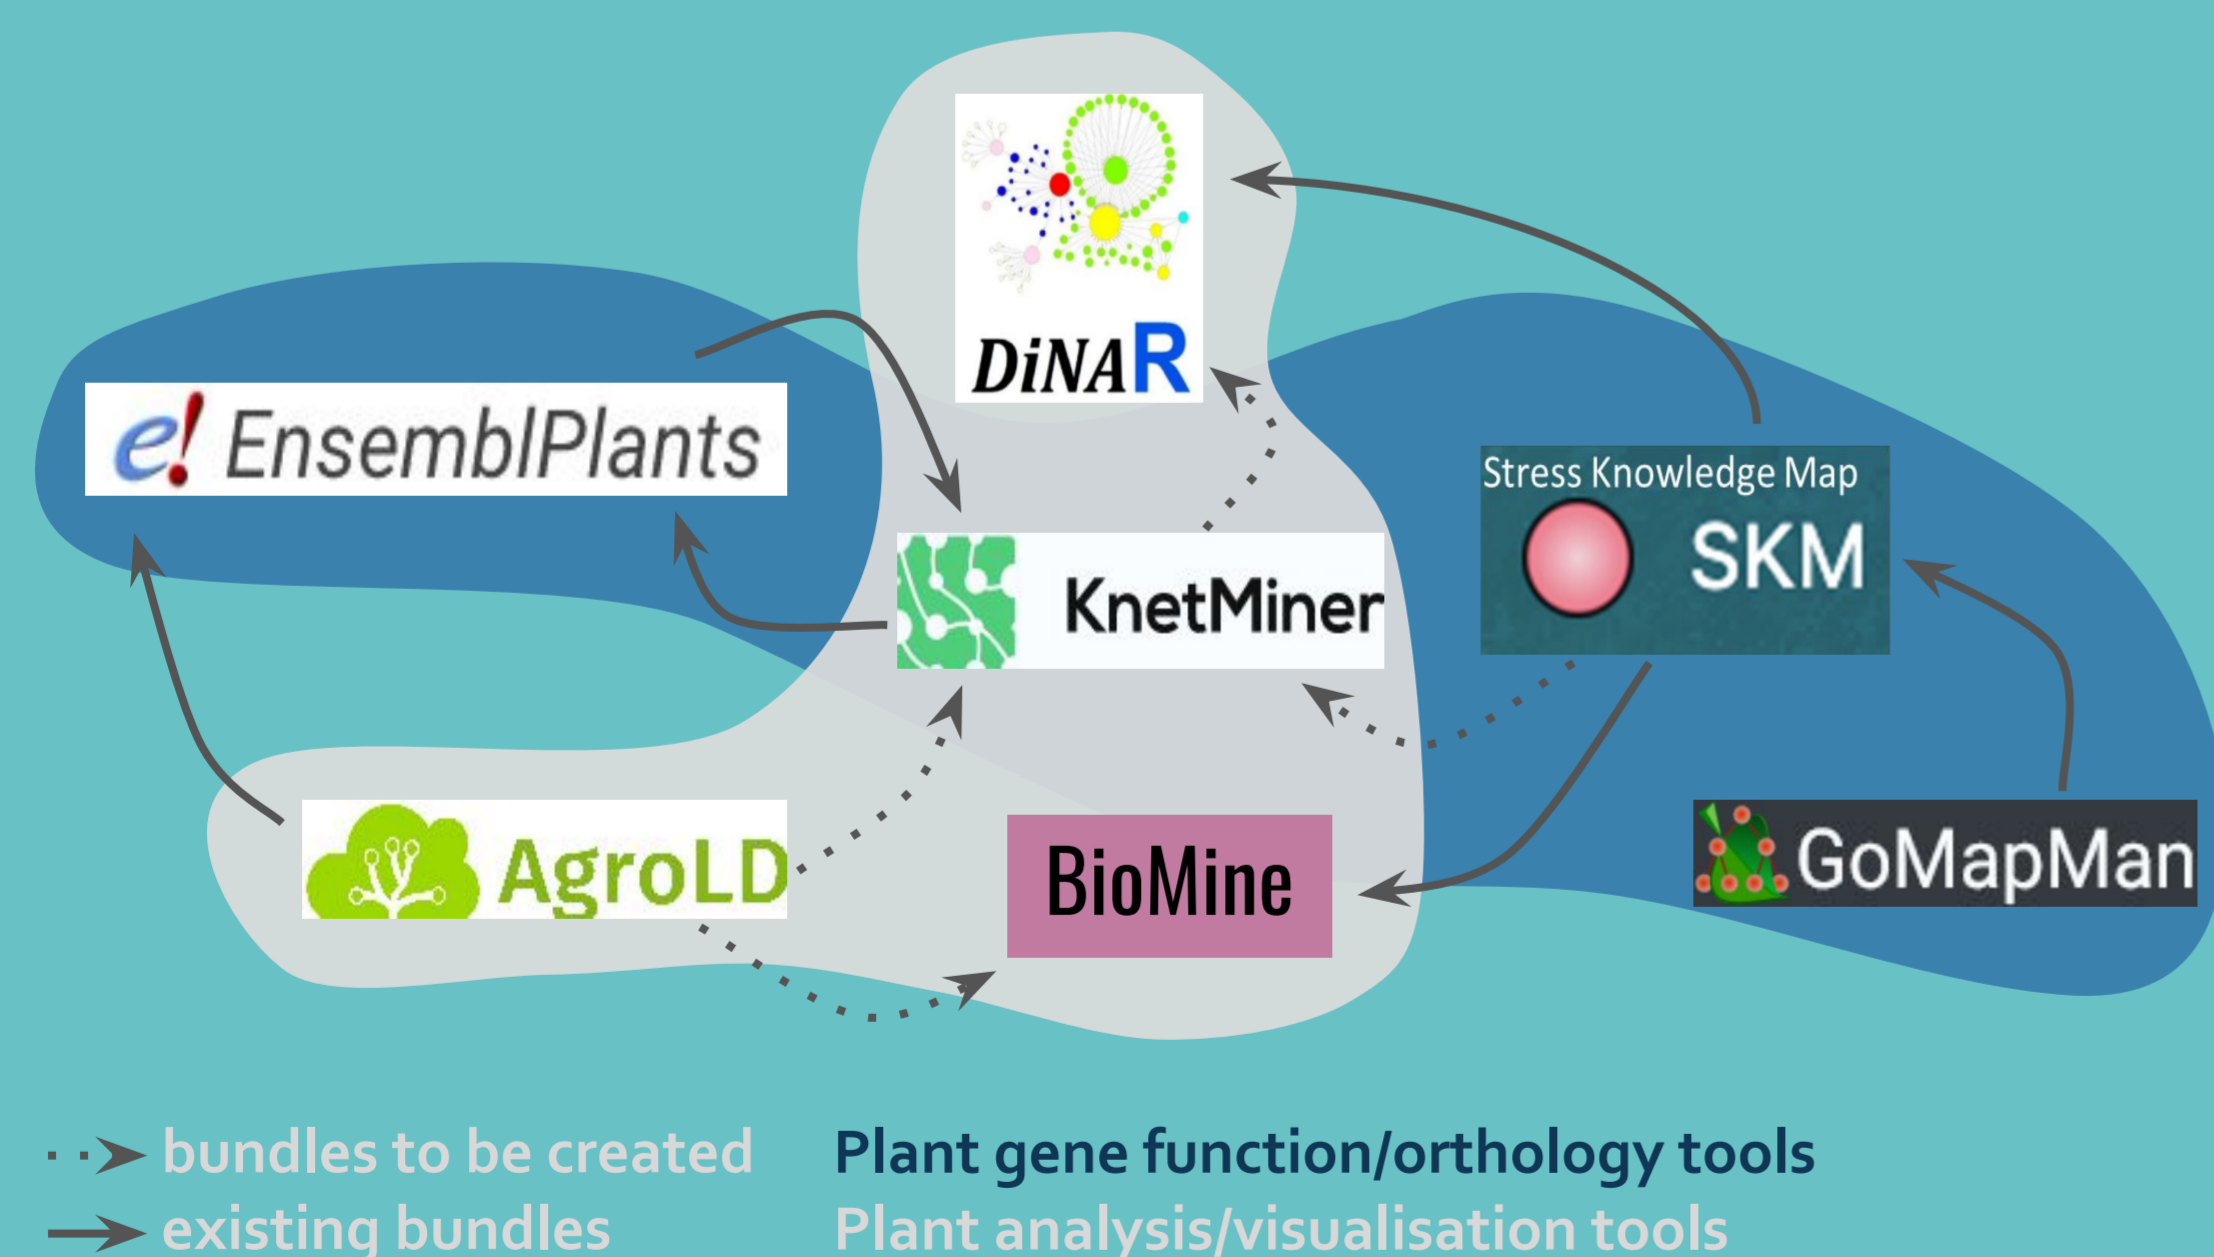 DiNAR
e! EnsemblPlants
Stress Knowledge Map
SKM
KnetMiner
AgroLD
BioMine
GoMapMan
bundles to be created
existing bundles
Plant gene function/orthology tools
Plant analysis/visualisation tools